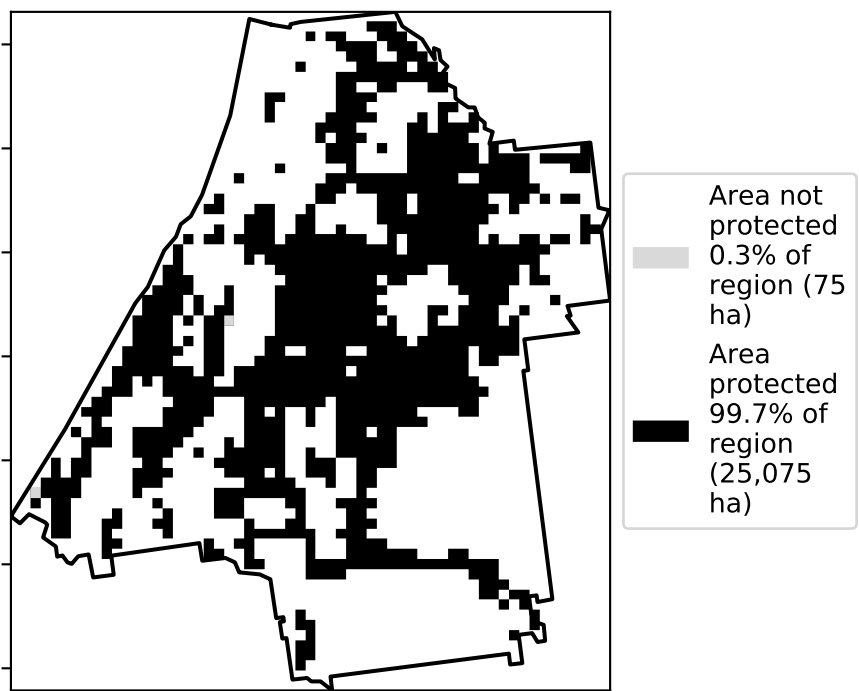 Area not
protected
0.3% of
region (75
ha)
Area
protected
99.7% of
region
(25,075
ha)